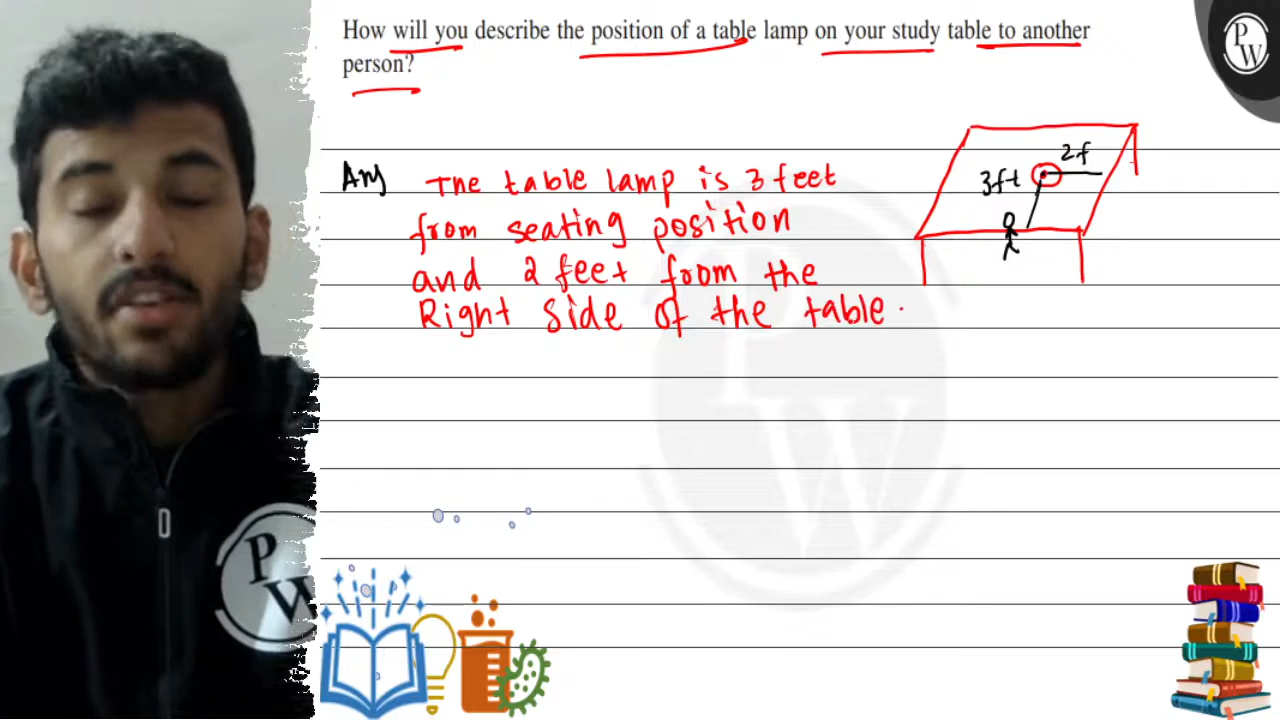 How will you describe the position of a table lamp on your study table to another
person?
P
W
Ans The table lamp is 3 feet
from seating position
and 2 feet from the
Right side of the table.
2f
3ft
P
W
P
W